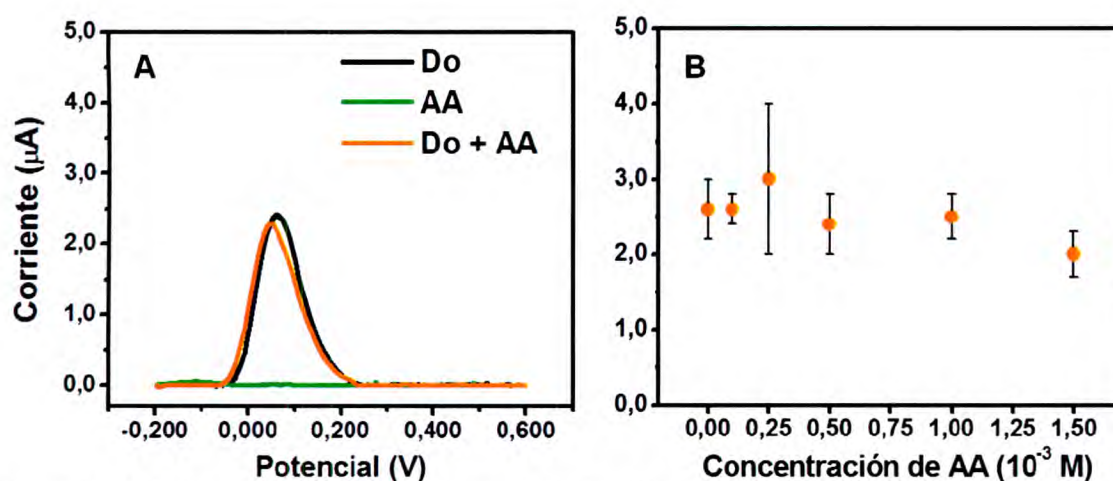 A
Do
AA
Do + AA
5,0
4,0
3,0
2,0
1,0
0,0
Corriente (µA)
-0,200 0,000 0,200 0,400 0,600
Potencial (V)
B
5,0
4,0
3,0
2,0
1,0
0,0
0,00 0,25 0,50 0,75 1,00 1,25 1,50
Concentración de AA (10⁻³ M)